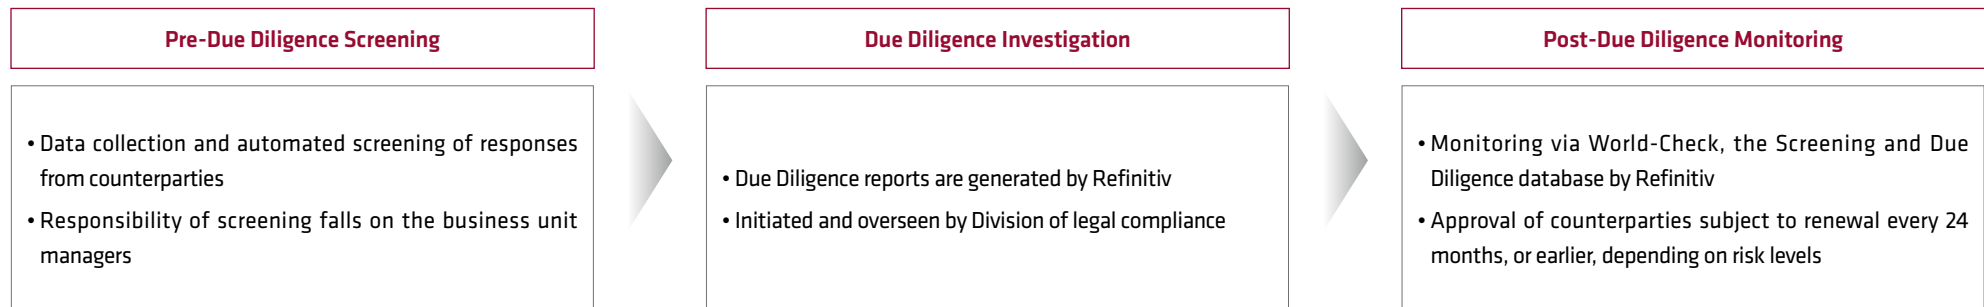 Pre-Due Diligence Screening
• Data collection and automated screening of responses
from counterparties
• Responsibility of screening falls on the business unit
managers
Due Diligence Investigation
• Due Diligence reports are generated by Refinitiv
• Initiated and overseen by Division of legal compliance
Post-Due Diligence Monitoring
• Monitoring via World-Check, the Screening and Due
Diligence database by Refinitiv
• Approval of counterparties subject to renewal every 24
months, or earlier, depending on risk levels